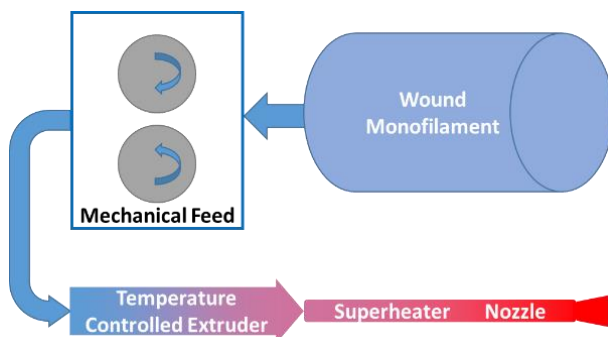 Wound
Monofilament
Mechanical Feed
Temperature
Controlled Extruder
Superheater
Nozzle